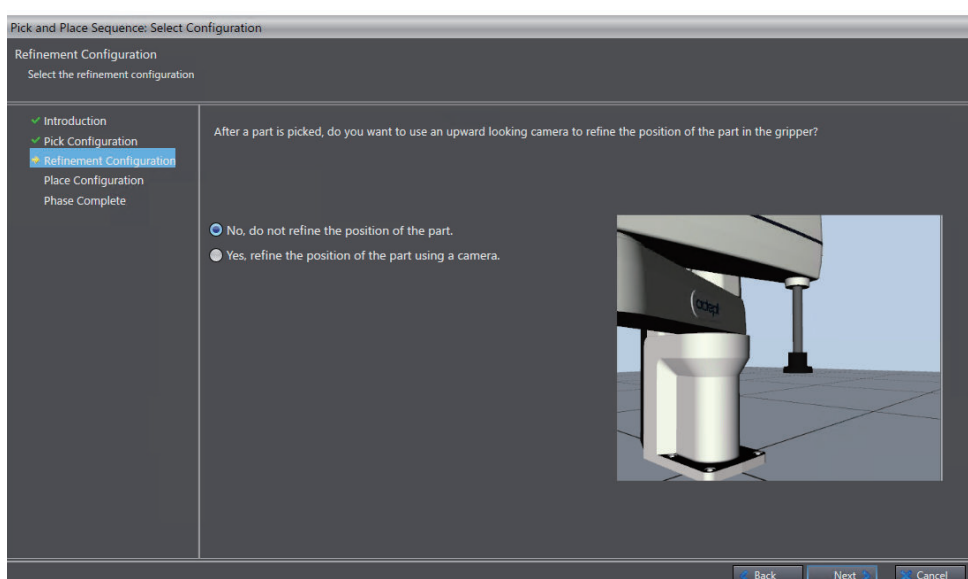 Pick and Place Sequence: Select Configuration
Refinement Configuration
Select the refinement configuration
Introduction
Pick Configuration
Refinement Configuration
Place Configuration
Phase Complete
After a part is picked, do you want to use an upward looking camera to refine the position of the part in the gripper?
No, do not refine the position of the part.
Yes, refine the position of the part using a camera.
adept
Back
Next
Cancel